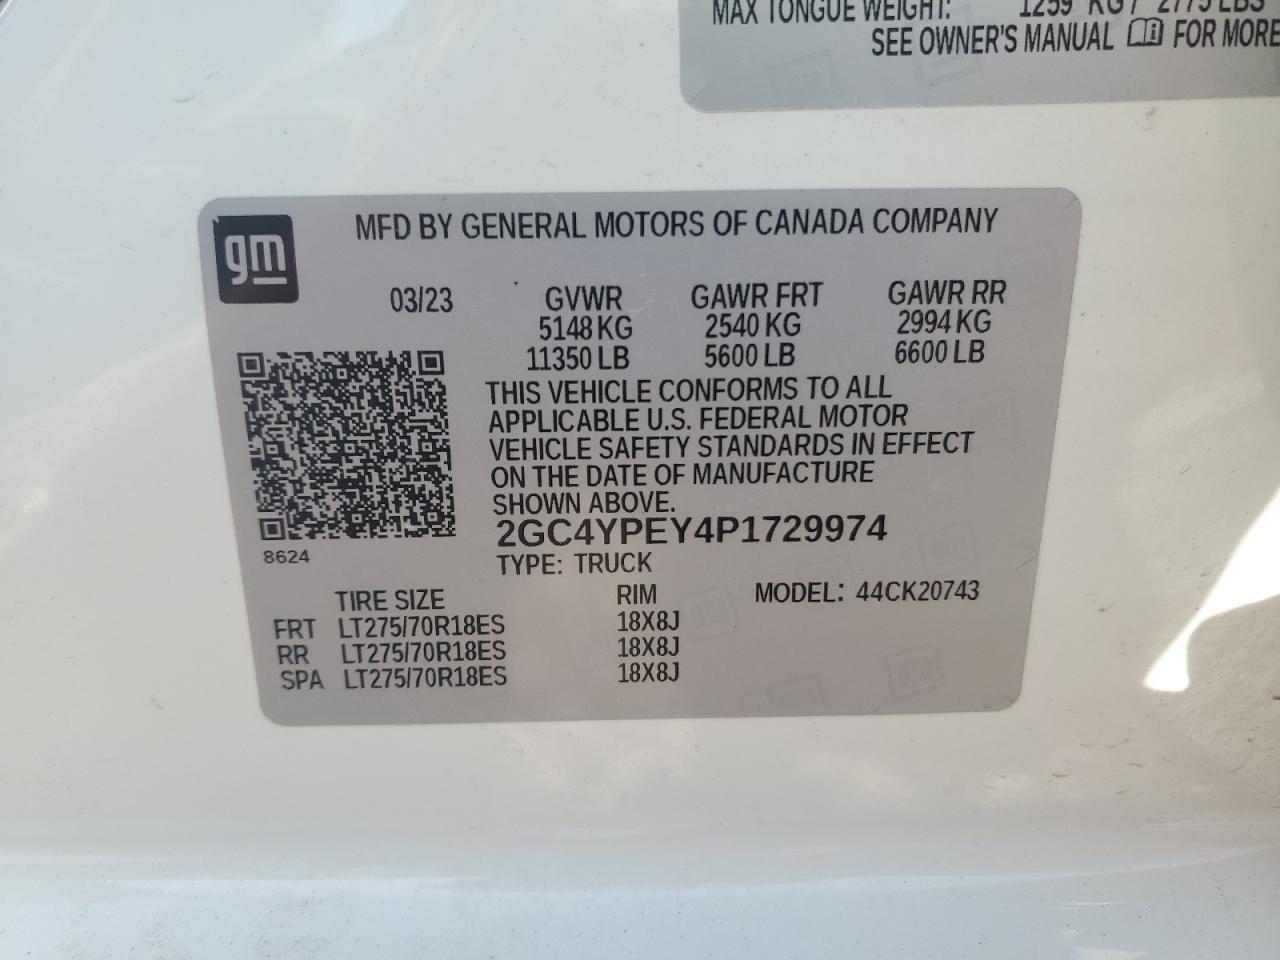 MAX TONGUE WEIGHT: 1259 KG / 2775 LBS
SEE OWNER'S MANUAL FOR MORE
gm
MFD BY GENERAL MOTORS OF CANADA COMPANY
03/23 GVWR GAWR FRT GAWR RR
5148 KG 2540 KG 2994 KG
11350 LB 5600 LB 6600 LB
THIS VEHICLE CONFORMS TO ALL
APPLICABLE U.S. FEDERAL MOTOR
VEHICLE SAFETY STANDARDS IN EFFECT
ON THE DATE OF MANUFACTURE
SHOWN ABOVE.
2GC4YPEY4P1729974
8624
TYPE: TRUCK
TIRE SIZE RIM MODEL: 44CK20743
FRT LT275/70R18ES 18X8J
RR LT275/70R18ES 18X8J
SPA LT275/70R18ES 18X8J